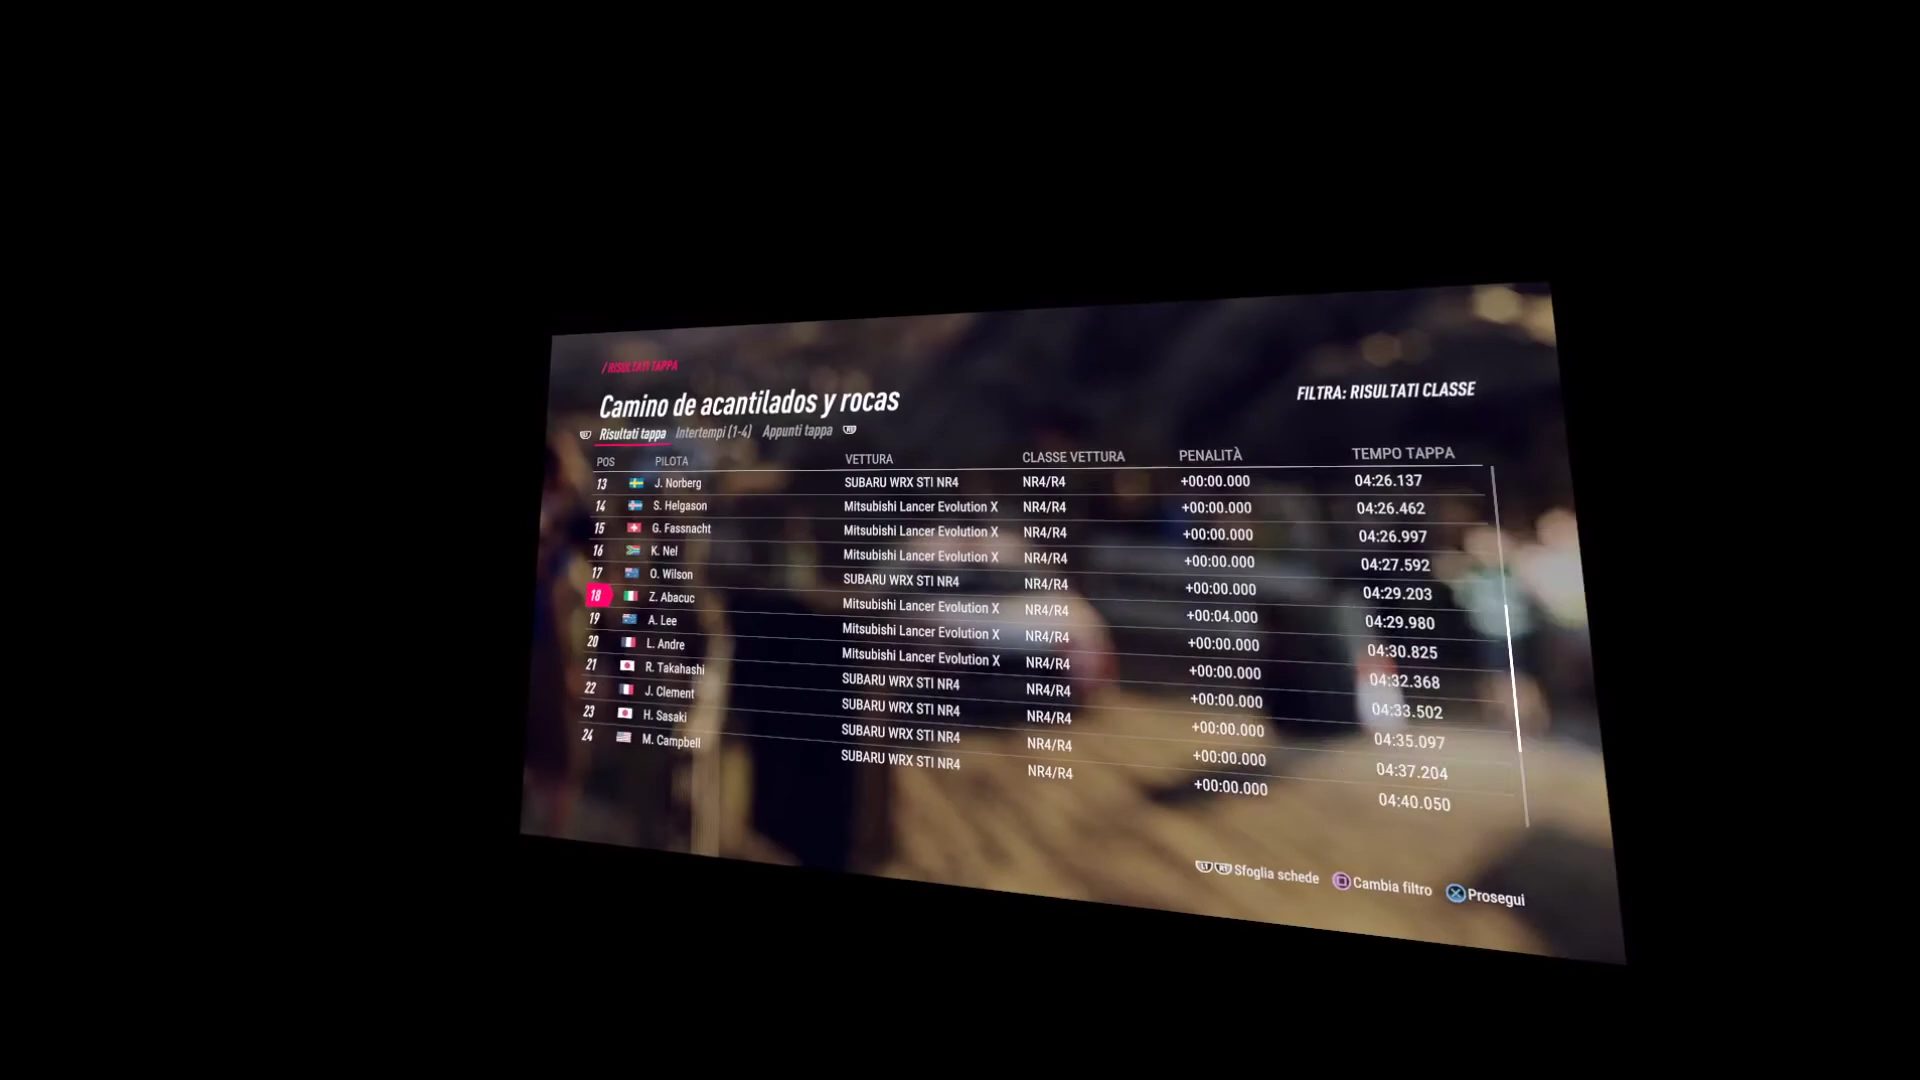 / RISULTATI TAPPA
Camino de acantilados y rocas
FILTRA: RISULTATI CLASSE
L1 Risultati tappa Intertempi (1-4) Appunti tappa R1
POS PILOTA VETTURA CLASSE VETTURA PENALITÀ TEMPO TAPPA
13 J. Norberg SUBARU WRX STI NR4 NR4/R4 +00:00.000 04:26.137
14 S. Helgason Mitsubishi Lancer Evolution X NR4/R4 +00:00.000 04:26.462
15 G. Fassnacht Mitsubishi Lancer Evolution X NR4/R4 +00:00.000 04:26.997
16 K. Nel Mitsubishi Lancer Evolution X NR4/R4 +00:00.000 04:27.592
17 O. Wilson SUBARU WRX STI NR4 NR4/R4 +00:00.000 04:29.203
18 Z. Abacuc Mitsubishi Lancer Evolution X NR4/R4 +00:04.000 04:29.980
19 A. Lee Mitsubishi Lancer Evolution X NR4/R4 +00:00.000 04:30.825
20 L. Andre Mitsubishi Lancer Evolution X NR4/R4 +00:00.000 04:32.368
21 R. Takahashi SUBARU WRX STI NR4 NR4/R4 +00:00.000 04:33.502
22 J. Clement SUBARU WRX STI NR4 NR4/R4 +00:00.000 04:35.097
23 H. Sasaki SUBARU WRX STI NR4 NR4/R4 +00:00.000 04:37.204
24 M. Campbell SUBARU WRX STI NR4 NR4/R4 +00:00.000 04:40.050
Sfoglia schede Cambia filtro Prosegui